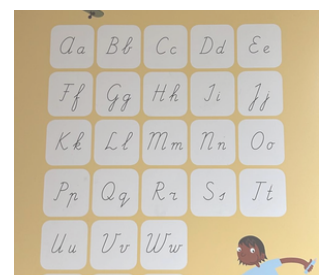 Aa Bb Cc Dd Ee
Ff Gg Hh Ii Jj
Kk Ll Mm Nn Oo
Pp Qq Rr Ss Tt
Uu Vv Ww